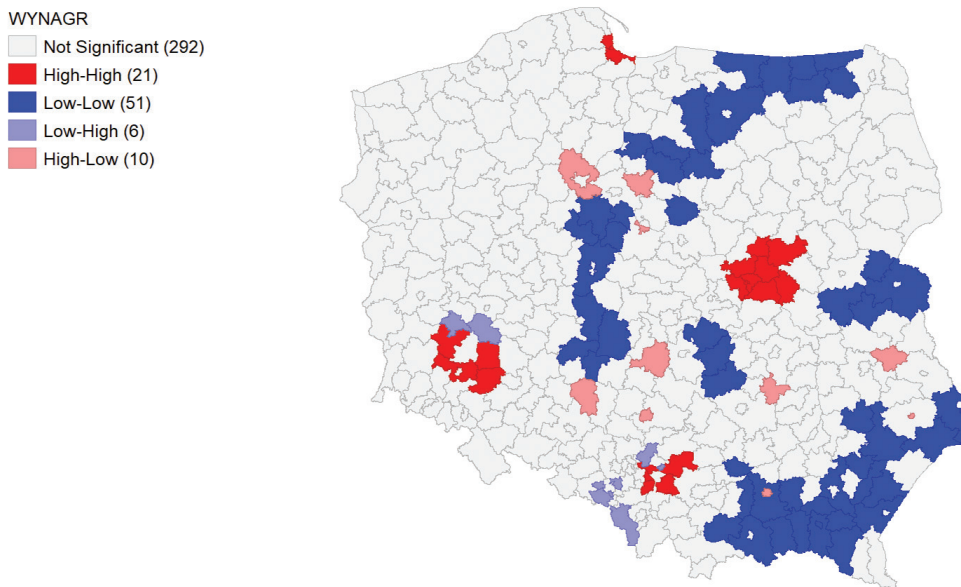 WYNAGR
Not Significant (292)
High-High (21)
Low-Low (51)
Low-High (6)
High-Low (10)